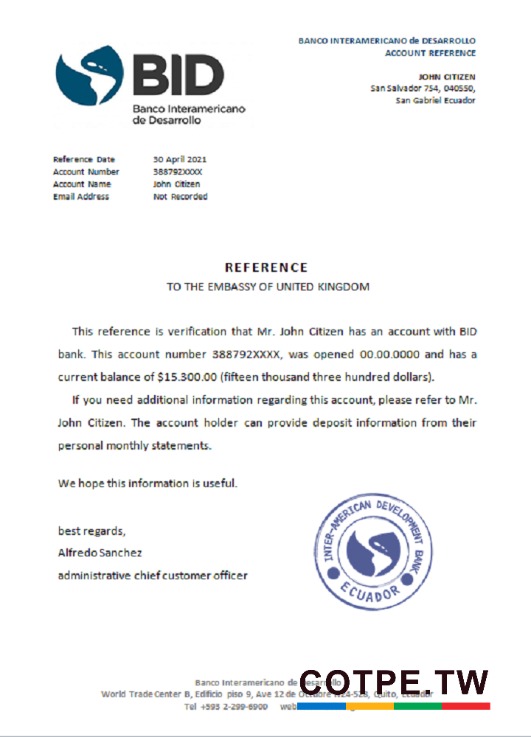 BANCO INTERAMERICANO de DESARROLLO
ACCOUNT REFERENCE
BID
Banco Interamericano
de Desarrollo
JOHN CITIZEN
San Salvador 754, 040550,
San Gabriel Ecuador
Reference Date 30 April 2021
Account Number 388792XXXX
Account Name John Citizen
Email Address Not Recorded
REFERENCE
TO THE EMBASSY OF UNITED KINGDOM
This reference is verification that Mr. John Citizen has an account with BID
bank. This account number 388792XXXX, was opened 00.00.0000 and has a
current balance of $15.300.00 (fifteen thousand three hundred dollars).
If you need additional information regarding this account, please refer to Mr.
John Citizen. The account holder can provide deposit information from their
personal monthly statements.
We hope this information is useful.
best regards,
Alfredo Sanchez
administrative chief customer officer
INTER-AMERICAN DEVELOPMENT BANK
ECUADOR
Banco Interamericano de Desarrollo
World Trade Center B, Edificio piso 9, Ave 12 de Quito,
Tel +593 2-299-6900 web
COTPE.TW